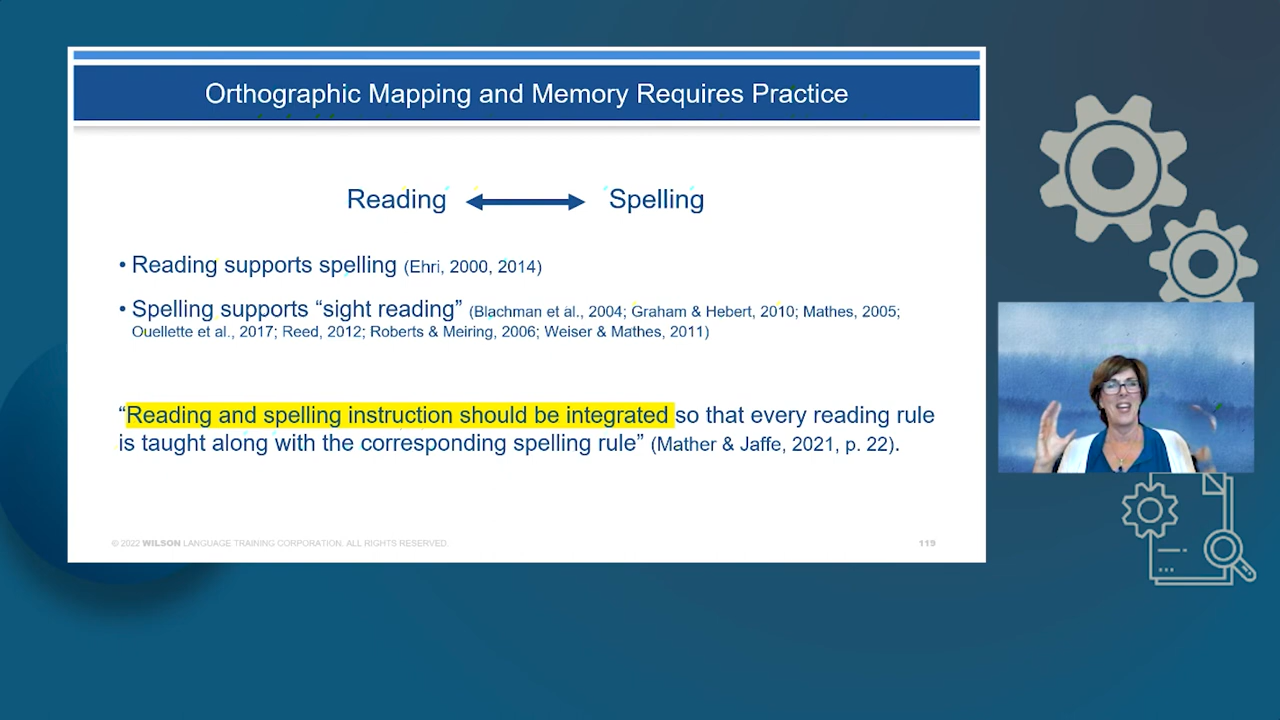 Orthographic Mapping and Memory Requires Practice
Reading Spelling
• Reading supports spelling (Ehri, 2000, 2014)
• Spelling supports “sight reading” (Blachman et al., 2004; Graham & Hebert, 2010; Mathes, 2005;
Ouellette et al., 2017; Reed, 2012; Roberts & Meiring, 2006; Weiser & Mathes, 2011)
“Reading and spelling instruction should be integrated so that every reading rule
is taught along with the corresponding spelling rule” (Mather & Jaffe, 2021, p. 22).
© 2022 WILSON LANGUAGE TRAINING CORPORATION. ALL RIGHTS RESERVED. 119